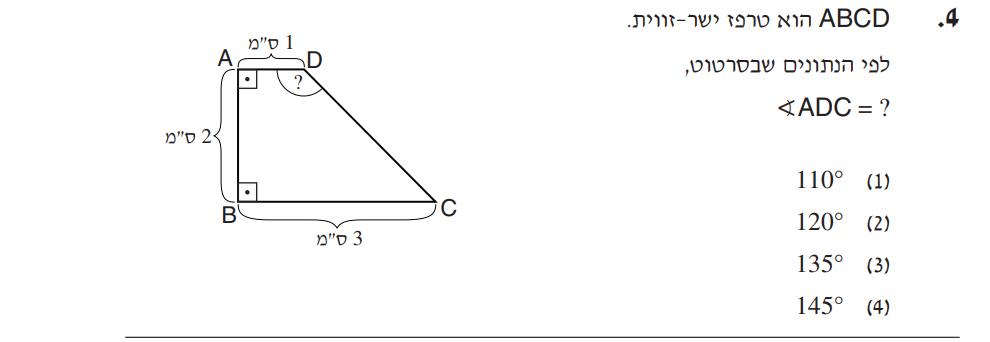 4. ABCD הוא טרפז ישר-זווית.
לפי הנתונים שבסרטוט,
∢ADC = ?
(1) 110°
(2) 120°
(3) 135°
(4) 145°
1 ס"מ
A
D
?
2 ס"מ
B
C
3 ס"מ